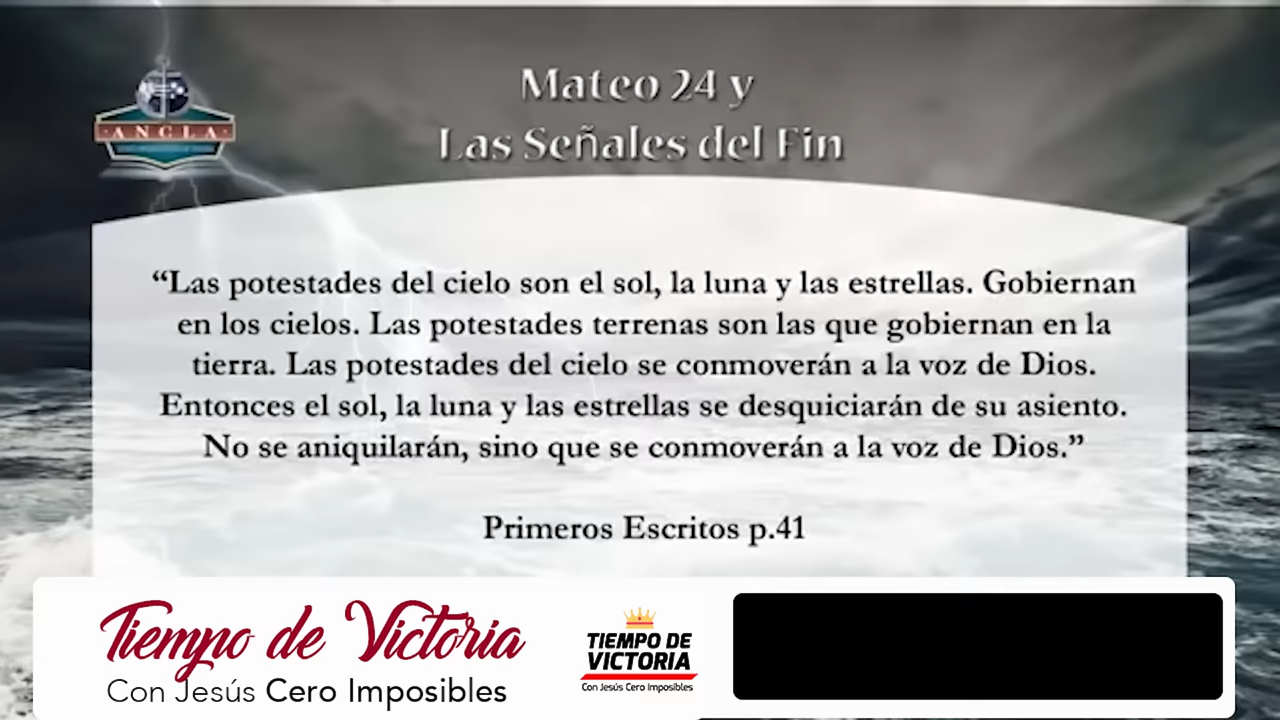 Mateo 24 y
Las Señales del Fin
ANCLA
“Las potestades del cielo son el sol, la luna y las estrellas. Gobiernan
en los cielos. Las potestades terrenas son las que gobiernan en la
tierra. Las potestades del cielo se conmoverán a la voz de Dios.
Entonces el sol, la luna y las estrellas se desquiciarán de su asiento.
No se aniquilarán, sino que se conmoverán a la voz de Dios.”
Primeros Escritos p.41
Tiempo de Victoria
Con Jesús Cero Imposibles
TIEMPO DE
VICTORIA
Con Jesús Cero Imposibles